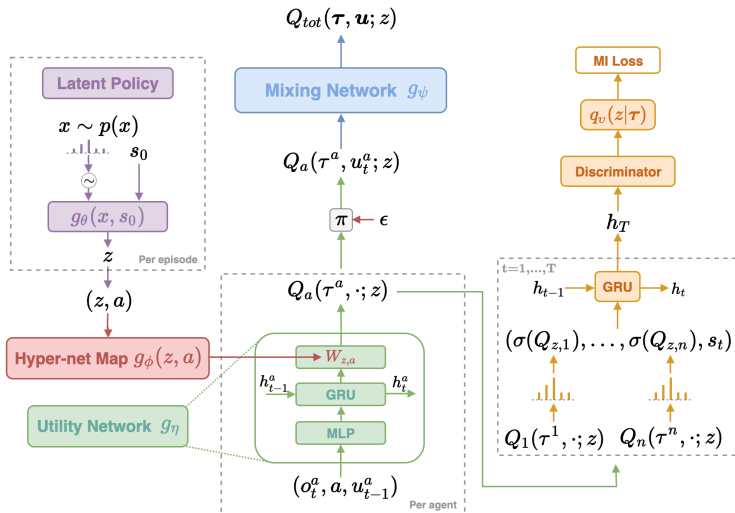 Q_{tot}(τ, u; z)
Latent Policy
x ∼ p(x)
s_0
∼
g_θ(x, s_0)
z
Per episode
(z, a)
Hyper-net Map g_ϕ(z, a)
Utility Network g_η
Mixing Network g_ψ
Q_a(τ^a, u_t^a; z)
π
ϵ
Q_a(τ^a, ·; z)
W_{z,a}
h_{t-1}^a
GRU
h_t^a
MLP
(o_t^a, a, u_{t-1}^a)
Per agent
MI Loss
q_υ(z|τ)
Discriminator
h_T
t=1,...,T
h_{t-1}
GRU
h_t
(σ(Q_{z,1}), . . . , σ(Q_{z,n}), s_t)
Q_1(τ^1, ·; z)
Q_n(τ^n, ·; z)